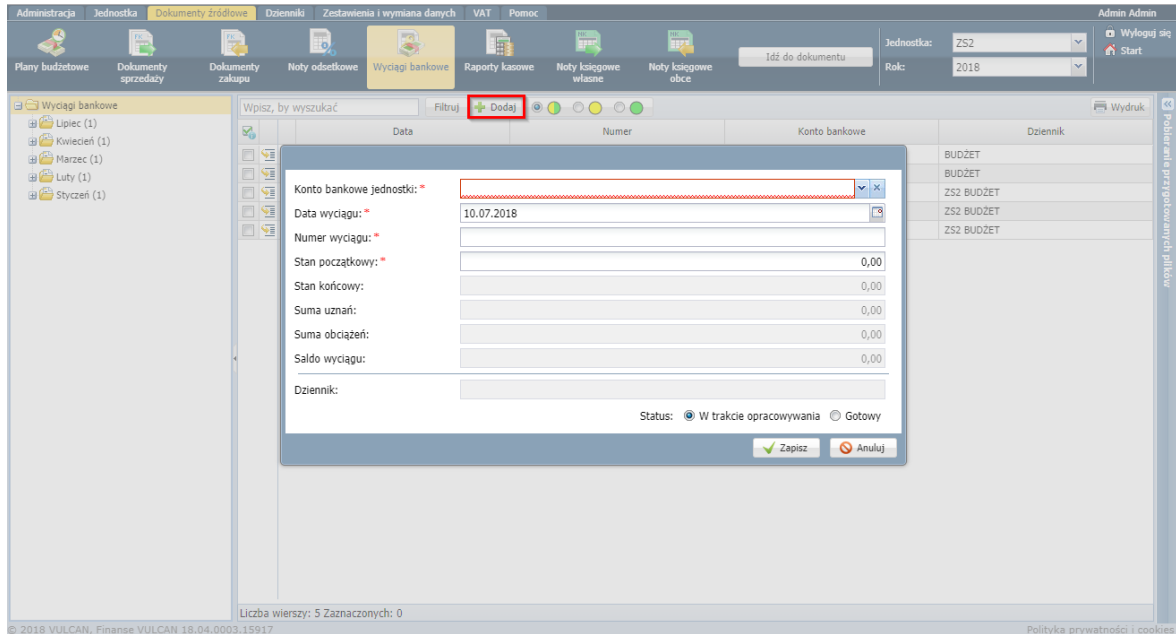 Administracja Jednostka Dokumenty źródłowe Dzienniki Zestawienia i wymiana danych VAT Pomoc Admin Admin
Plany budżetowe Dokumenty sprzedaży Dokumenty zakupu Noty odsetkowe Wyciągi bankowe Raporty kasowe Noty księgowe własne Noty księgowe obce Idź do dokumentu
Jednostka: ZS2 Wyloguj się
Rok: 2018 Start
Wyciągi bankowe
Lipiec (1)
Kwiecień (1)
Marzec (1)
Luty (1)
Styczeń (1)
Wpisz, by wyszukać Filtruj Dodaj Wydruk
Data Numer Konto bankowe Dziennik
BUDŻET
BUDŻET
ZS2 BUDŻET
ZS2 BUDŻET
ZS2 BUDŻET
Konto bankowe jednostki: *
Data wyciągu: * 10.07.2018
Numer wyciągu: *
Stan początkowy: * 0,00
Stan końcowy: 0,00
Suma uznań: 0,00
Suma obciążeń: 0,00
Saldo wyciągu: 0,00
Dziennik:
Status: W trakcie opracowywania Gotowy
Zapisz Anuluj
Pobieranie przygotowanych plików
Liczba wierszy: 5 Zaznaczonych: 0
© 2018 VULCAN, Finanse VULCAN 18.04.0003.15917 Polityka prywatności i cookies